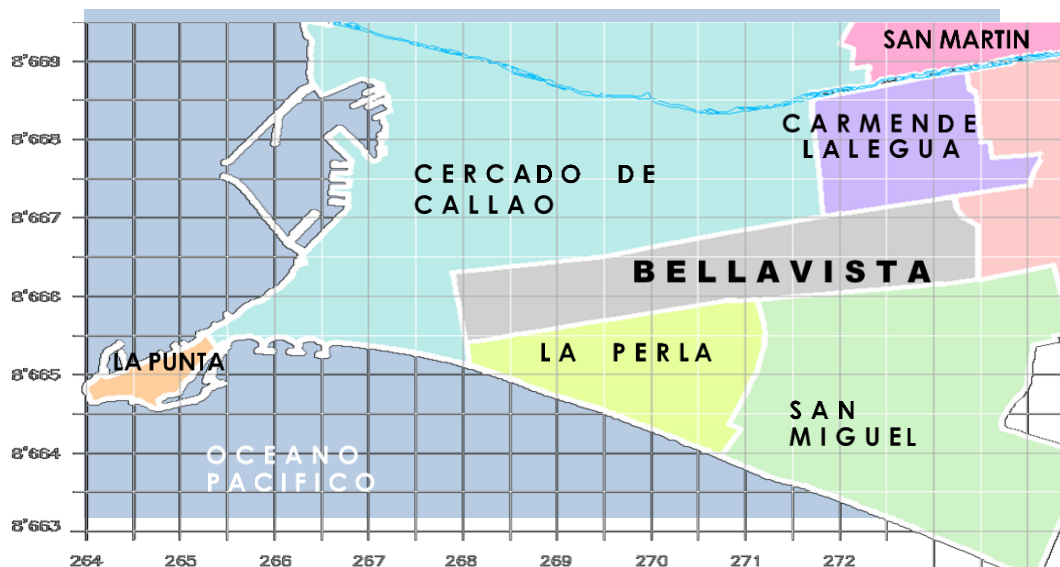 SAN MARTIN
8'669
CARMENDE
LALEGUA
8'668
CERCADO DE
CALLAO
8'667
BELLAVISTA
8'666
LA PUNTA
LA PERLA
8'665
SAN
MIGUEL
8'664
OCEANO
PACIFICO
8'663
264 265 266 267 268 269 270 271 272